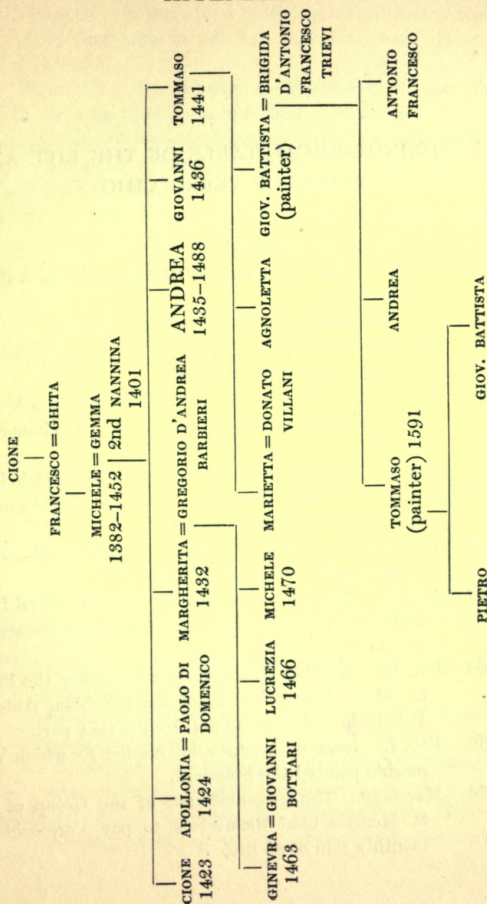 CIONE
FRANCESCO = GHITA
MICHELE = GEMMA
1382–1452 2nd NANNINA
1401
CIONE APOLONIA = PAOLO DI MARGHERITA = GREGORIO D'ANDREA ANDREA GIOVANNI TOMMASO
1423 1424 DOMENICO 1432 BARBIERI 1435–1488 1436 1441
GINEVRA = GIOVANNI LUCREZIA MICHELE MARIETTA = DONATO AGNOLETTA GIOV. BATTISTA = BRIGIDA
1463 BOTTARI 1466 1470 VILLANI (painter) D'ANTONIO
FRANCESCO
TRIEVI
TOMMASO ANDREA ANTONIO
(painter) 1591 FRANCESCO
PIETRO GIOV. BATTISTA